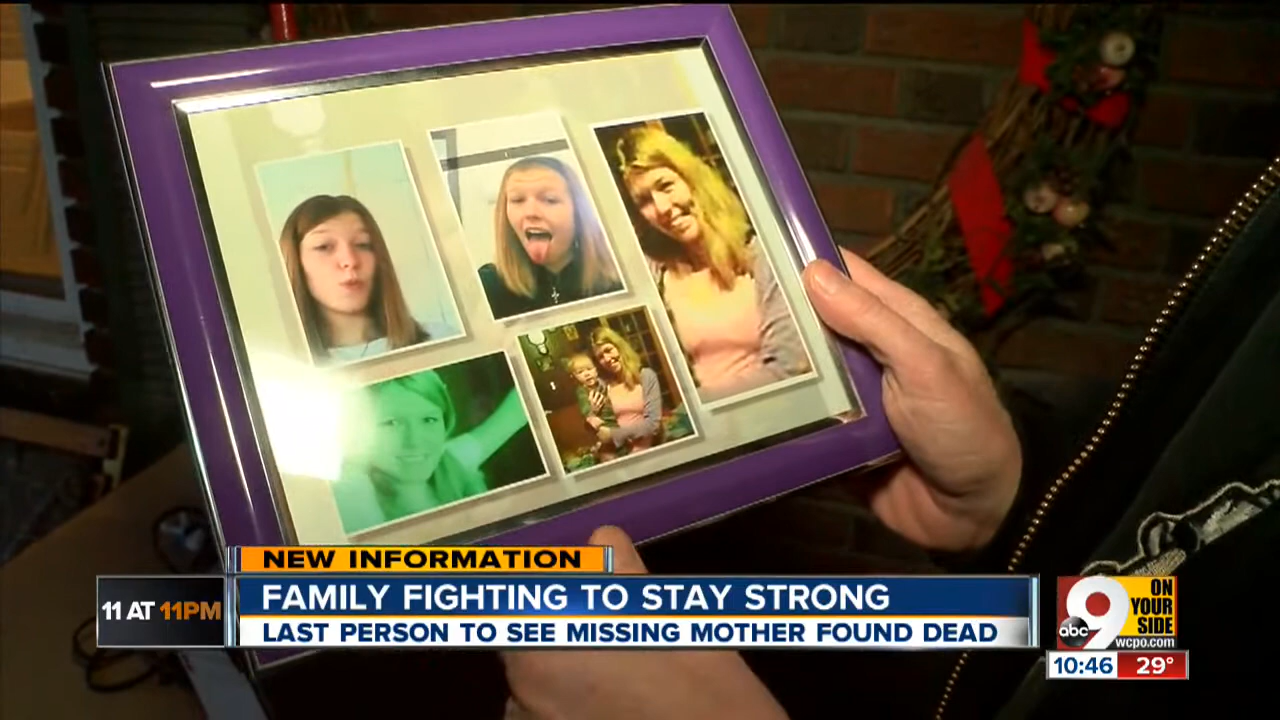 NEW INFORMATION
11 AT 11PM
FAMILY FIGHTING TO STAY STRONG
LAST PERSON TO SEE MISSING MOTHER FOUND DEAD
abc 9 ON YOUR SIDE
wcpo.com
10:46 29°